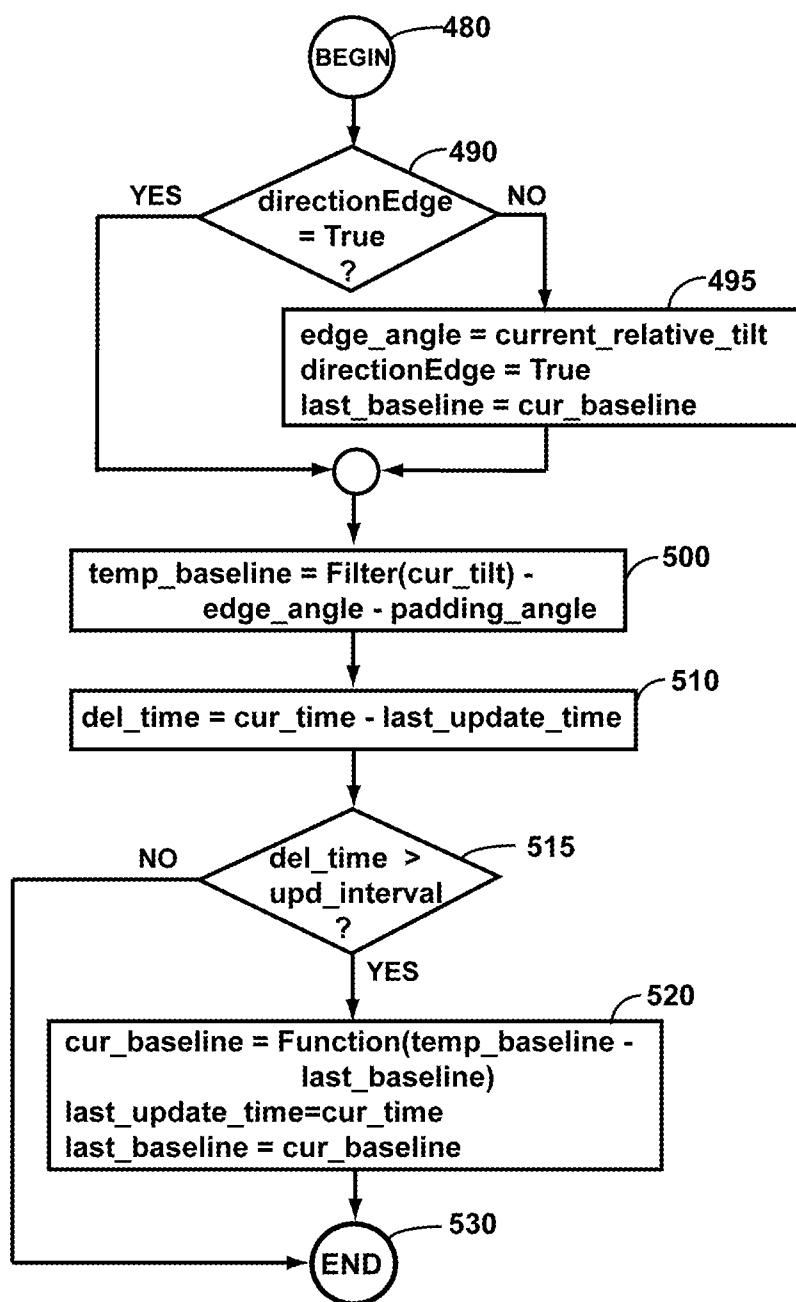 480
BEGIN
490
YES
NO
directionEdge
= True
?
495
edge_angle = current_relative_tilt
directionEdge = True
last_baseline = cur_baseline
500
temp_baseline = Filter(cur_tilt) -
edge_angle - padding_angle
510
del_time = cur_time - last_update_time
NO
515
del_time >
upd_interval
?
YES
520
cur_baseline = Function(temp_baseline -
last_baseline)
last_update_time=cur_time
last_baseline = cur_baseline
530
END